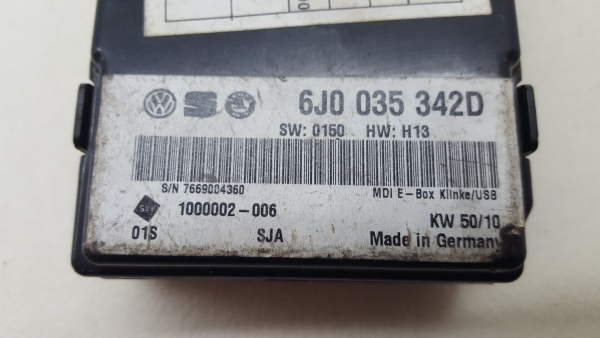 6J0 035 342D
SW: 0150 HW: H13
S/N 7669084360
MDI E-Box Klinke/USB
1000002-006
KW 50/10
01S SJA Made in Germany